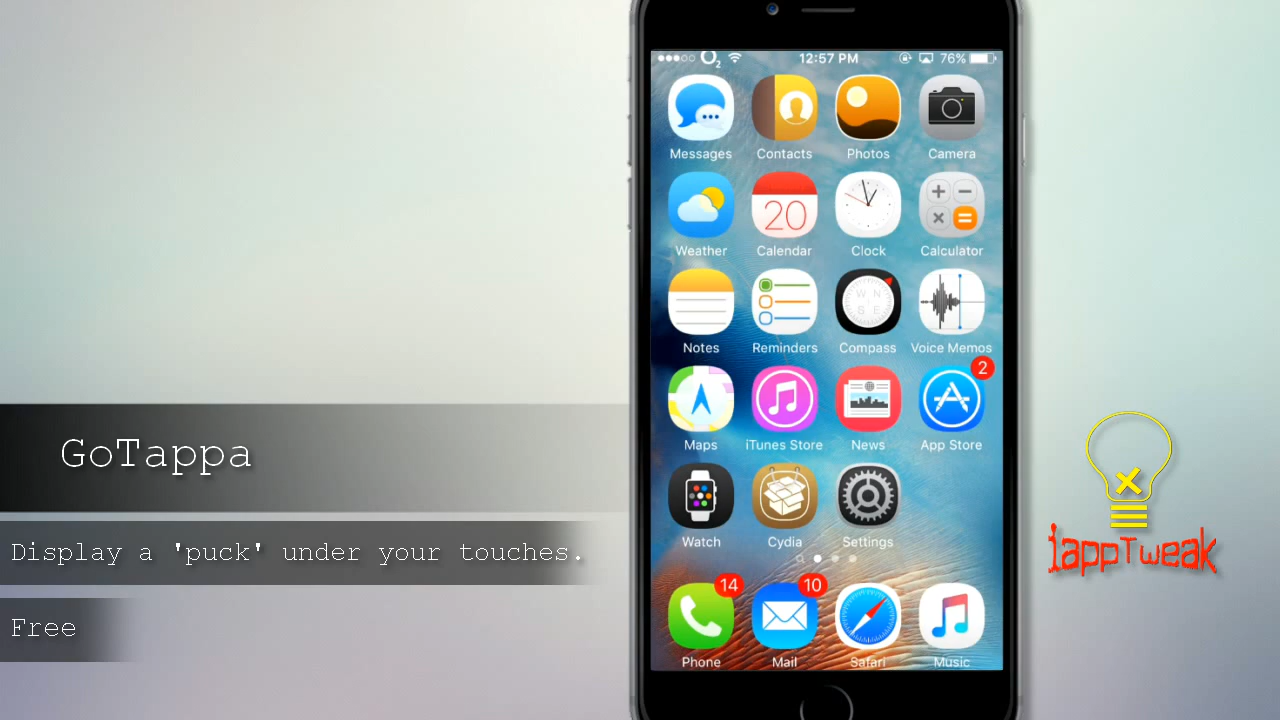 O2 12:57 PM 76%
Messages Contacts Photos Camera
20
Weather Calendar Clock Calculator
W N
S E
Notes Reminders Compass Voice Memos
2
Maps iTunes Store News App Store
GoTappa
Watch Cydia Settings
iappTweak
Display a 'puck' under your touches.
14 10
Free
Phone Mail Safari Music